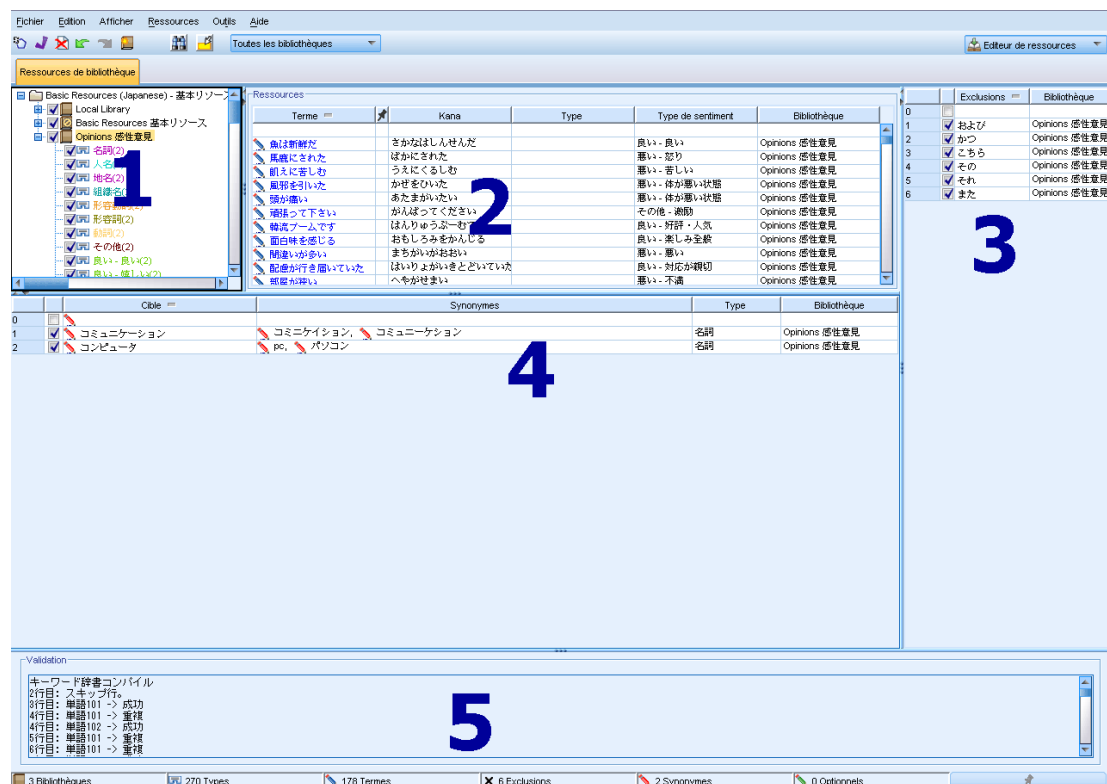 Fichier Edition Afficher Ressources Outils Aide
Toutes les bibliothèques
Editeur de ressources
Ressources de bibliothèque
Basic Resources (Japanese) - 基本リソース
Local Library
Basic Resources 基本リソース
Opinions 感性意見
名詞(2)
人名
地名(2)
組織名(2)
形容動詞(2)
形容詞(2)
動詞(2)
その他(2)
良い - 良い(2)
良い - 嬉しい(2)
1
Ressources
Terme Kana Type Type de sentiment Bibliothèque
魚は新鮮だ さかなはしんせんだ 良い - 良い Opinions 感性意見
馬鹿にされた ばかにされた 悪い - 怒り Opinions 感性意見
飢えに苦しむ うえにくるしむ 悪い - 苦しい Opinions 感性意見
風邪を引いた かぜをひいた 悪い - 体が悪い状態 Opinions 感性意見
頭が痛い あたまがいたい 悪い - 体が悪い状態 Opinions 感性意見
頑張って下さい がんばってください その他 - 激励 Opinions 感性意見
韓流ブームです はんりゅうぶーむで 良い - 好評・人気 Opinions 感性意見
面白味を感じる おもしろみをかんじる 良い - 楽しみ全般 Opinions 感性意見
間違いが多い まちがいがおおい 悪い - 悪い Opinions 感性意見
配慮が行き届いていた はいりょがいきとどいていた 良い - 対応が親切 Opinions 感性意見
部屋が狭い へやがせまい 悪い - 不満 Opinions 感性意見
2
Exclusions Bibliothèque
0
1 および Opinions 感性意見
2 かつ Opinions 感性意見
3 こちら Opinions 感性意見
4 その Opinions 感性意見
5 それ Opinions 感性意見
6 また Opinions 感性意見
3
Cible Synonymes Type Bibliothèque
0
1 コミュニケーション コミニケイション, コミュニーケション 名詞 Opinions 感性意見
2 コンピュータ pc, パソコン 名詞 Opinions 感性意見
4
Validation
キーワード辞書コンパイル
2行目: スキップ行。
3行目: 単語101 -> 成功
4行目: 単語101 -> 重複
4行目: 単語102 -> 成功
5行目: 単語101 -> 重複
6行目: 単語101 -> 重複
5
3 Bibliothèques 270 Types 178 Termes 6 Exclusions 2 Synonymes 0 Optionnels